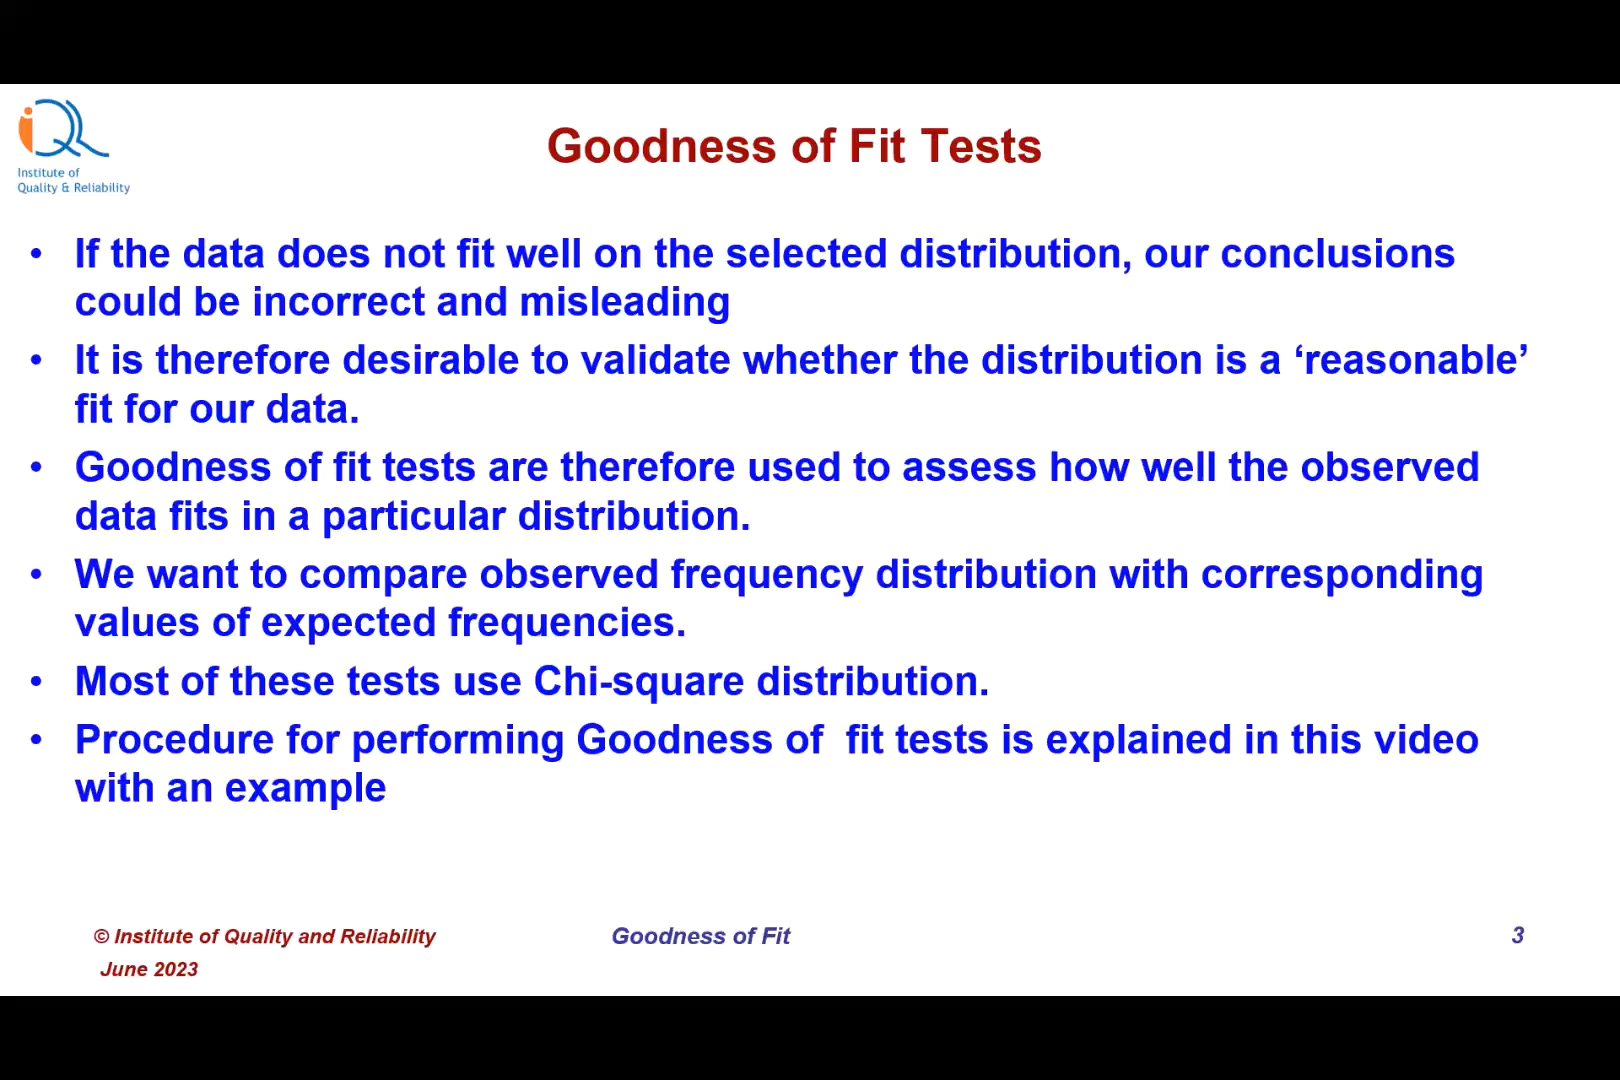 iQ
Institute of
Quality & Reliability
Goodness of Fit Tests
• If the data does not fit well on the selected distribution, our conclusions
could be incorrect and misleading
• It is therefore desirable to validate whether the distribution is a ‘reasonable’
fit for our data.
• Goodness of fit tests are therefore used to assess how well the observed
data fits in a particular distribution.
• We want to compare observed frequency distribution with corresponding
values of expected frequencies.
• Most of these tests use Chi-square distribution.
• Procedure for performing Goodness of  fit tests is explained in this video
with an example
© Institute of Quality and Reliability
Goodness of Fit
3
June 2023